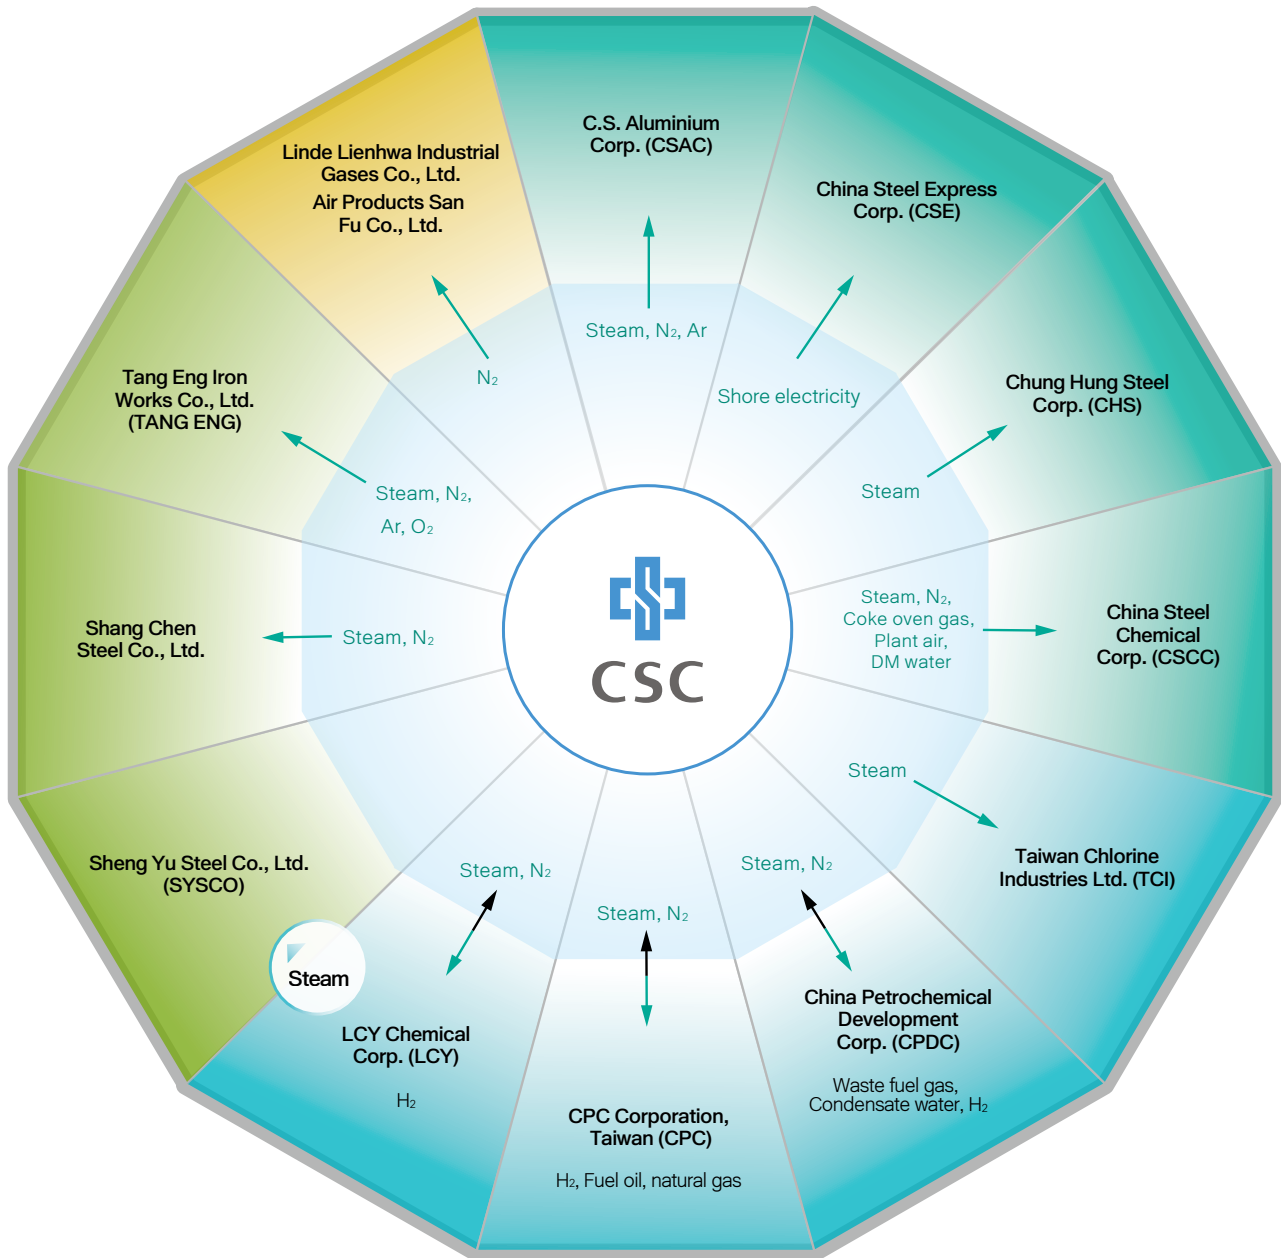 C.S. Aluminium
Corp. (CSAC)
Steam, N₂, Ar
China Steel Express
Corp. (CSE)
Shore electricity
Chung Hung Steel
Corp. (CHS)
Steam
China Steel
Chemical
Corp. (CSCC)
Steam, N₂,
Coke oven gas,
Plant air,
DM water
Taiwan Chlorine
Industries Ltd. (TCI)
Steam
China Petrochemical
Development
Corp. (CPDC)
Waste fuel gas,
Condensate water, H₂
Steam, N₂
CPC Corporation,
Taiwan (CPC)
H₂, Fuel oil, natural gas
Steam, N₂
LCY Chemical
Corp. (LCY)
H₂
Steam, N₂
Steam
Sheng Yu Steel Co., Ltd.
(SYSCO)
Shang Chen
Steel Co., Ltd.
Steam, N₂
Tang Eng Iron
Works Co., Ltd.
(TANG ENG)
Steam, N₂,
Ar, O₂
Linde Lienhwa Industrial
Gases Co., Ltd.
Air Products San
Fu Co., Ltd.
N₂
CSC